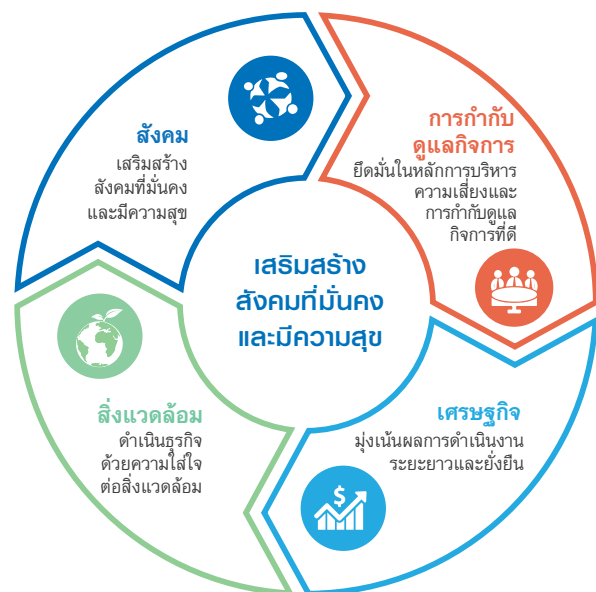 สังคม
เสริมสร้าง
สังคมที่มั่นคง
และมีความสุข
การกำกับ
ดูแลกิจการ
ยึดมั่นในหลักการบริหาร
ความเสี่ยงและ
การกำกับดูแล
กิจการที่ดี
เสริมสร้าง
สังคมที่มั่นคง
และมีความสุข
สิ่งแวดล้อม
ดำเนินธุรกิจ
ด้วยความใส่ใจ
ต่อสิ่งแวดล้อม
เศรษฐกิจ
มุ่งเน้นผลการดำเนินงาน
ระยะยาวและยั่งยืน
$